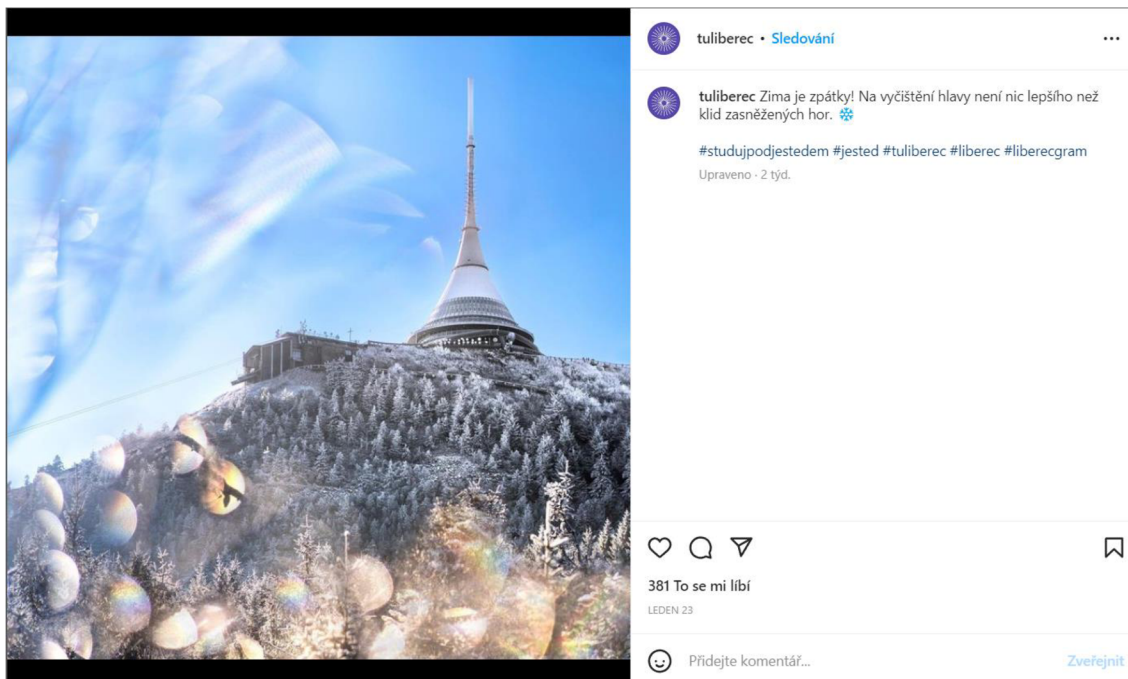 tuliberec • Sledování
tuliberec Zima je zpátky! Na vyčištění hlavy není nic lepšího než
klid zasněžených hor. ❄
#studujpodjestedem #jested #tuliberec #liberec #liberecgram
Upraveno · 2 týd.
381 To se mi líbí
LEDEN 23
Přidejte komentář...
Zveřejnit